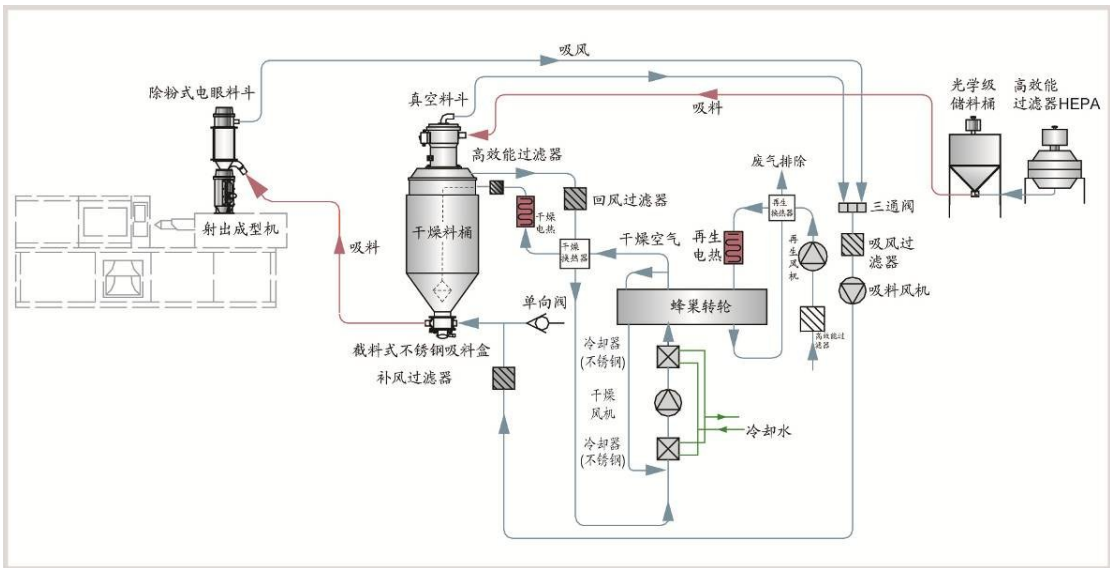 吸风
除粉式电眼料斗
真空料斗
吸料
光学级
储料桶
高效能
过滤器HEPA
高效能过滤器
废气排除
回风过滤器
再生
换热器
三通阀
干燥
电热
射出成型机
干燥料桶
干燥空气
再生
电热
再生风机
吸风过
滤器
吸料
干燥
换热器
吸料风机
蜂巢转轮
单向阀
高效能过
滤器
截料式不锈钢吸料盒
冷却器
(不锈钢)
补风过滤器
干燥
风机
冷却水
冷却器
(不锈钢)